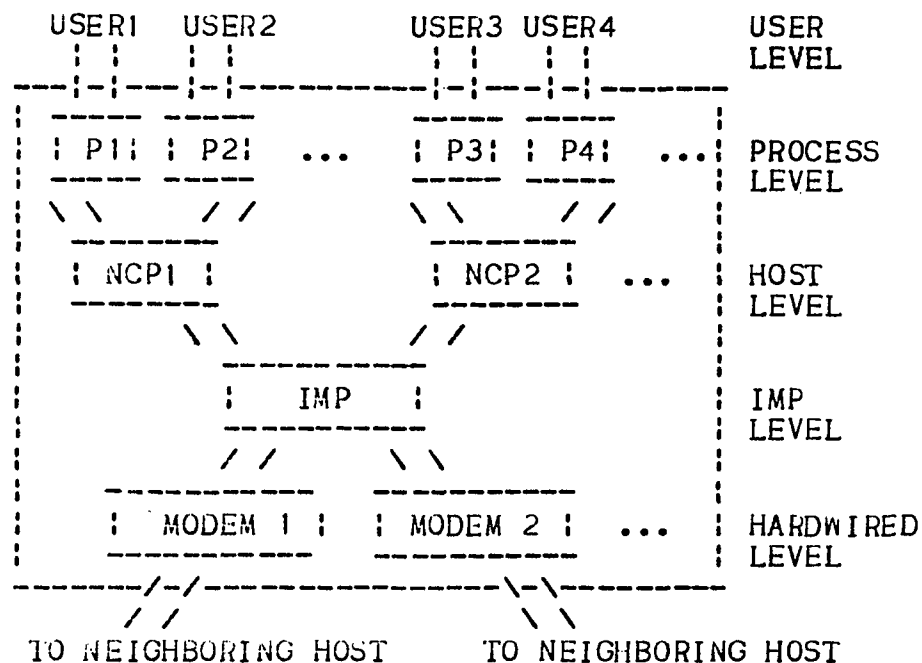 USER1 USER2 USER3 USER4 USER
LEVEL
P1 P2 ... P3 P4 ... PROCESS
LEVEL
NCP1 NCP2 ... HOST
LEVEL
IMP IMP
LEVEL
MODEM 1 MODEM 2 ... HARDWIRED
LEVEL
TO NEIGHBORING HOST TO NEIGHBORING HOST